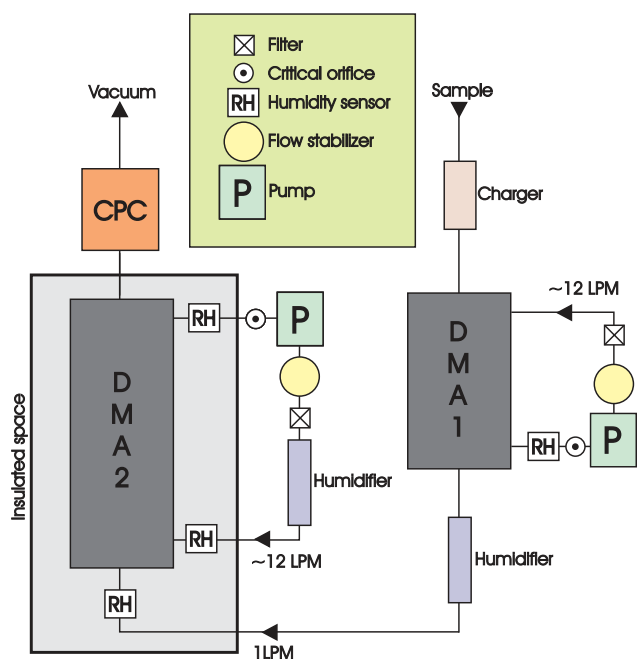 Filter
Critical orifice
RH
Humidity sensor
Flow stabilizer
P
Pump
Vacuum
Sample
CPC
Charger
~12 LPM
RH
P
D
M
A
1
D
M
A
2
RH
P
Insulated space
Humidifier
RH
~12 LPM
Humidifier
RH
1LPM